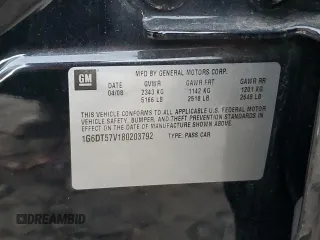 GM
MFD BY GENERAL MOTORS CORP.
DATE GVWR GAWR FRT GAWR RR
04/08 2343 KG 1142 KG 1201 KG
5166 LB 2518 LB 2648 LB
THIS VEHICLE CONFORMS TO ALL APPLICABLE U.S. FEDERAL MOTOR
VEHICLE SAFETY, BUMPER, AND THEFT PREVENTION STANDARDS
IN EFFECT ON THE DATE OF MANUFACTURE SHOWN ABOVE.
1G6DT57V180203792 TYPE: PASS CAR
DREAMBID